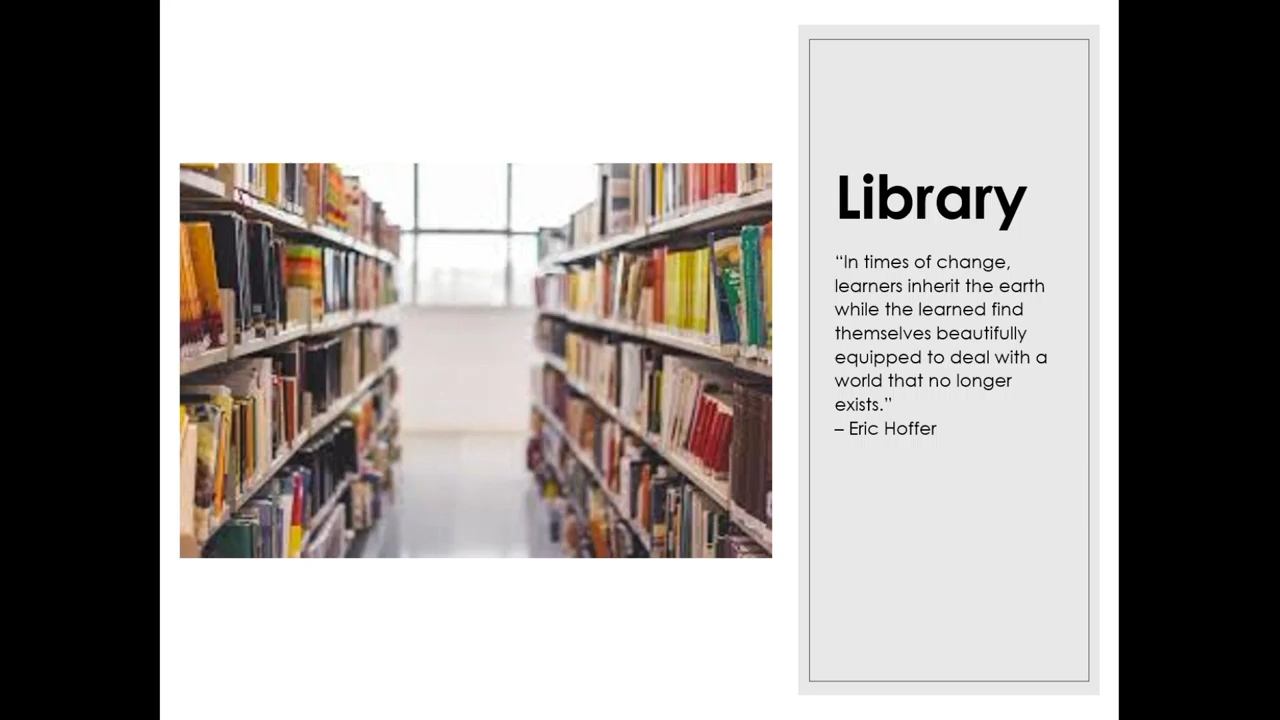 Library
“In times of change,
learners inherit the earth
while the learned find
themselves beautifully
equipped to deal with a
world that no longer
exists.”
– Eric Hoffer